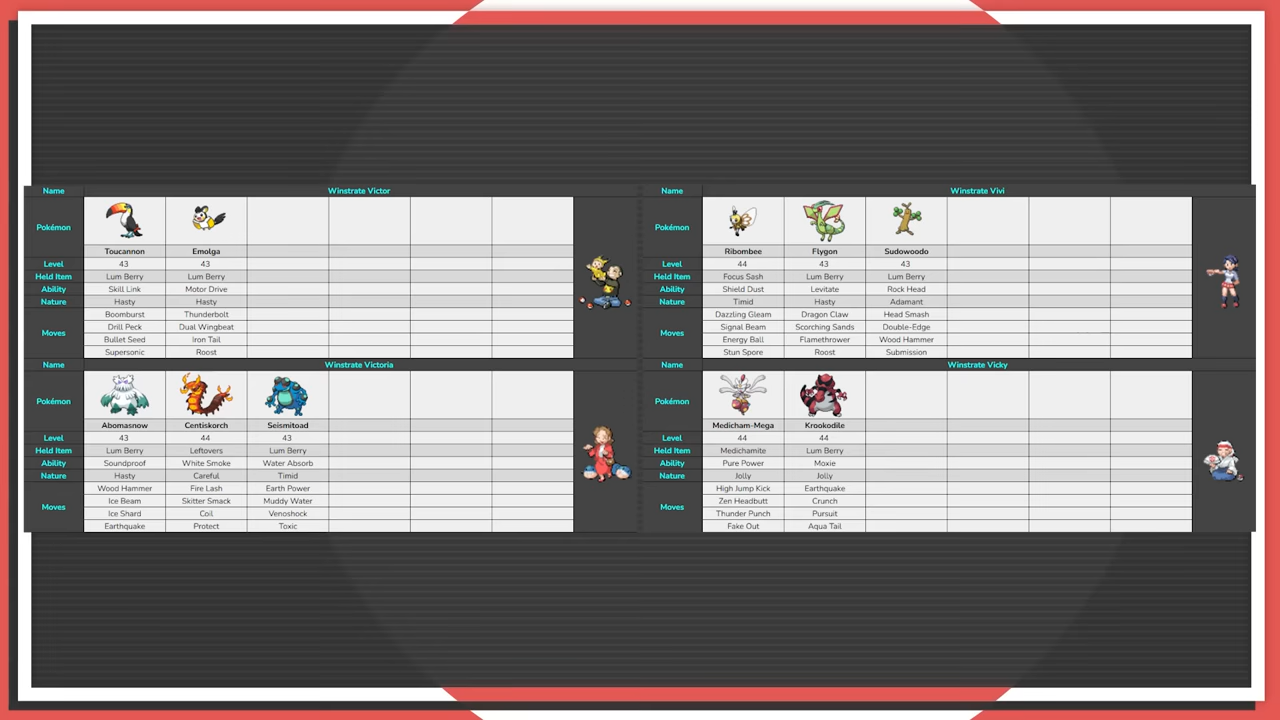 Name Winstrate Victor
Pokémon
Toucannon Emolga
Level 43 43
Held Item Lum Berry Lum Berry
Ability Skill Link Motor Drive
Nature Hasty Hasty
Moves
Boomburst Thunderbolt
Drill Peck Dual Wingbeat
Bullet Seed Iron Tail
Supersonic Roost
Name Winstrate Vivi
Pokémon
Ribombee Flygon Sudowoodo
Level 44 43 43
Held Item Focus Sash Lum Berry Lum Berry
Ability Shield Dust Levitate Rock Head
Nature Timid Hasty Adamant
Moves
Dazzling Gleam Dragon Claw Head Smash
Signal Beam Scorching Sands Double-Edge
Energy Ball Flamethrower Wood Hammer
Stun Spore Roost Submission
Name Winstrate Victoria
Pokémon
Abomasnow Centiskorch Seismitoad
Level 43 44 43
Held Item Lum Berry Leftovers Lum Berry
Ability Soundproof White Smoke Water Absorb
Nature Hasty Careful Timid
Moves
Wood Hammer Fire Lash Earth Power
Ice Beam Skitter Smack Muddy Water
Ice Shard Coil Venoshock
Earthquake Protect Toxic
Name Winstrate Vicky
Pokémon
Medicham-Mega Krookodile
Level 44 44
Held Item Medichamite Lum Berry
Ability Pure Power Moxie
Nature Jolly Jolly
Moves
High Jump Kick Earthquake
Zen Headbutt Crunch
Thunder Punch Pursuit
Fake Out Aqua Tail